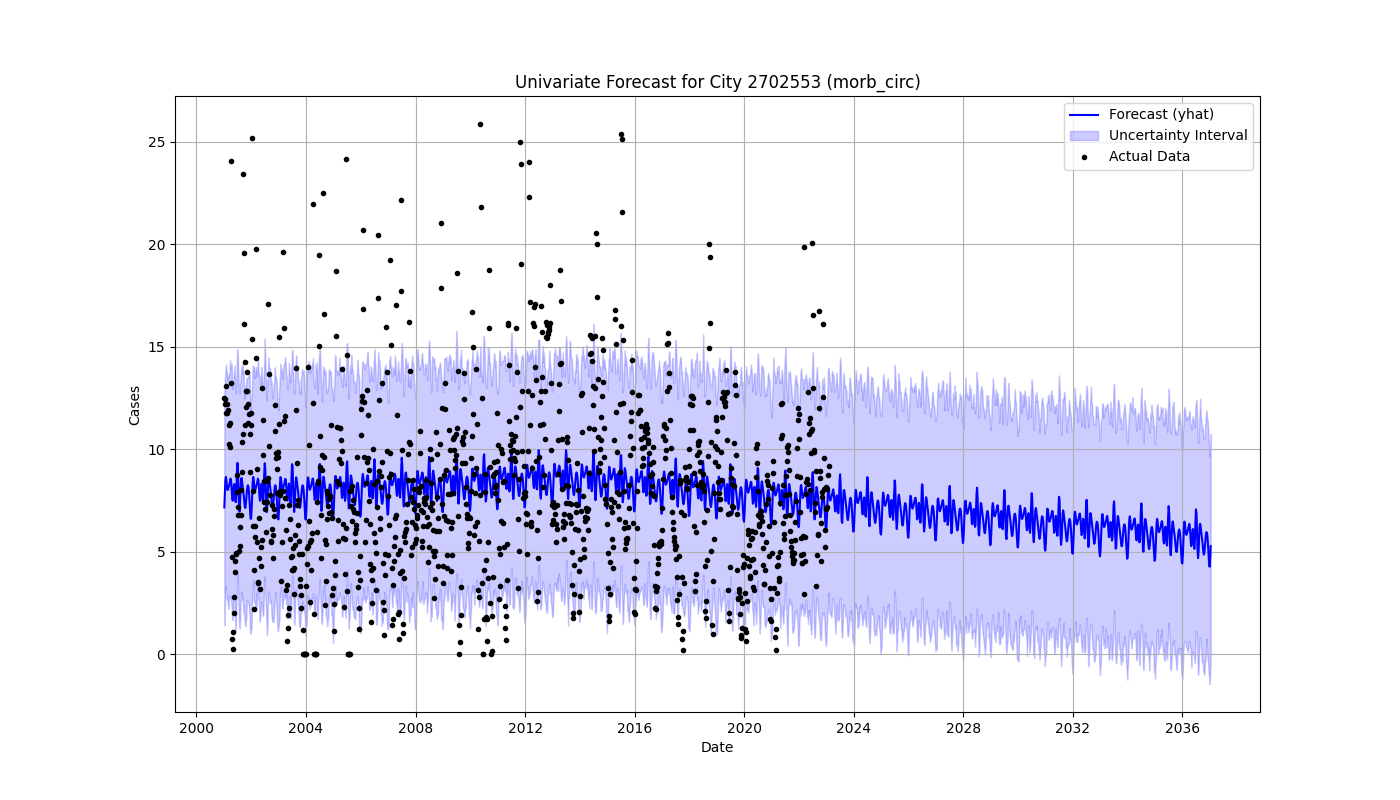 Univariate Forecast for City 2702553 (morb_circ)
Forecast (yhat)
Uncertainty Interval
Actual Data
25
20
15
10
5
0
Cases
2000 2004 2008 2012 2016 2020 2024 2028 2032 2036
Date